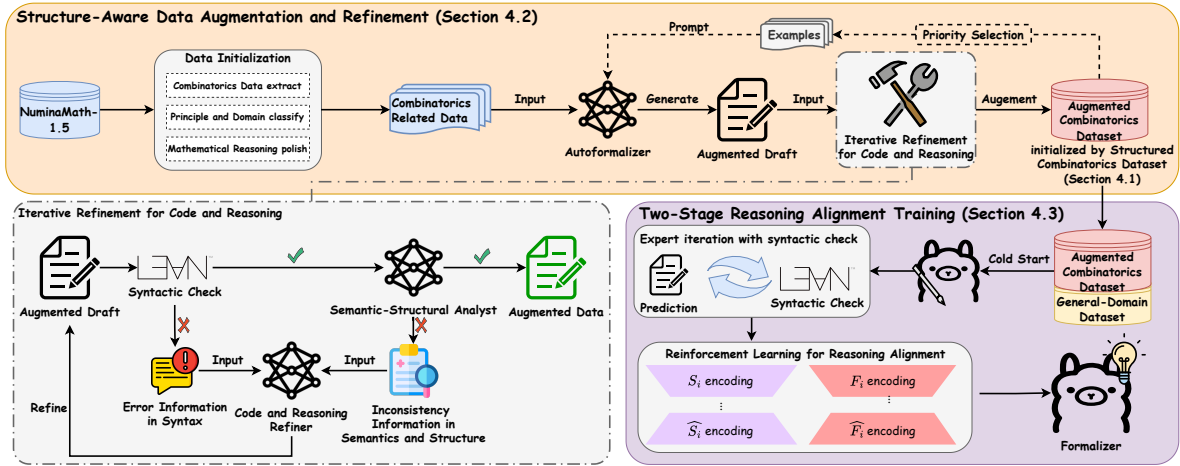 Structure-Aware Data Augmentation and Refinement (Section 4.2)
NuminaMath-
1.5
Data Initialization
Combinatorics Data extract
Principle and Domain classify
Mathematical Reasoning polish
Combinatorics
Related Data
Input
Prompt
Examples
Priority Selection
Autoformalizer
Generate
Augmented Draft
Input
Iterative Refinement
for Code and Reasoning
Augement
Augmented
Combinatorics
Dataset
initialized by Structured
Combinatorics Dataset
(Section 4.1)
Iterative Refinement for Code and Reasoning
Augmented Draft
LEAN™
Syntactic Check
Semantic-Structural Analyst
Augmented Data
Error Information
in Syntax
Input
Code and Reasoning
Refiner
Input
Inconsistency
Information in
Semantics and Structure
Refine
Two-Stage Reasoning Alignment Training (Section 4.3)
Expert iteration with syntactic check
Prediction
LEAN™
Syntactic Check
Cold Start
Augmented
Combinatorics
Dataset
General-Domain
Dataset
Reinforcement Learning for Reasoning Alignment
$S_i$ encoding
$F_i$ encoding
⋮
⋮
$\widehat{S_i}$ encoding
$\widehat{F_i}$ encoding
Formalizer